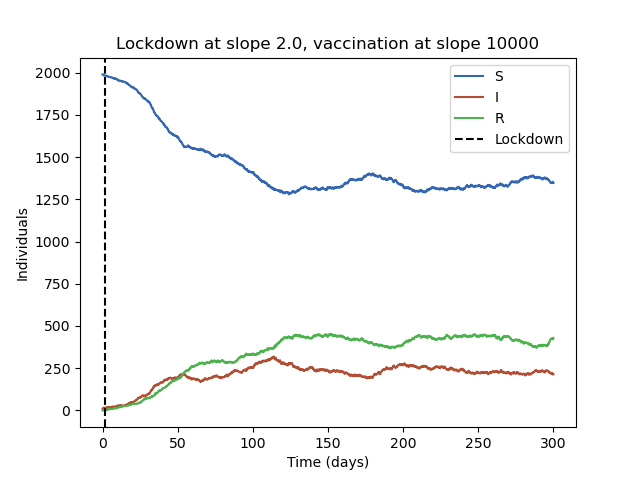 Lockdown at slope 2.0, vaccination at slope 10000
S
I
R
Lockdown
2000
1750
1500
1250
1000
750
500
250
0
Individuals
0 50 100 150 200 250 300
Time (days)